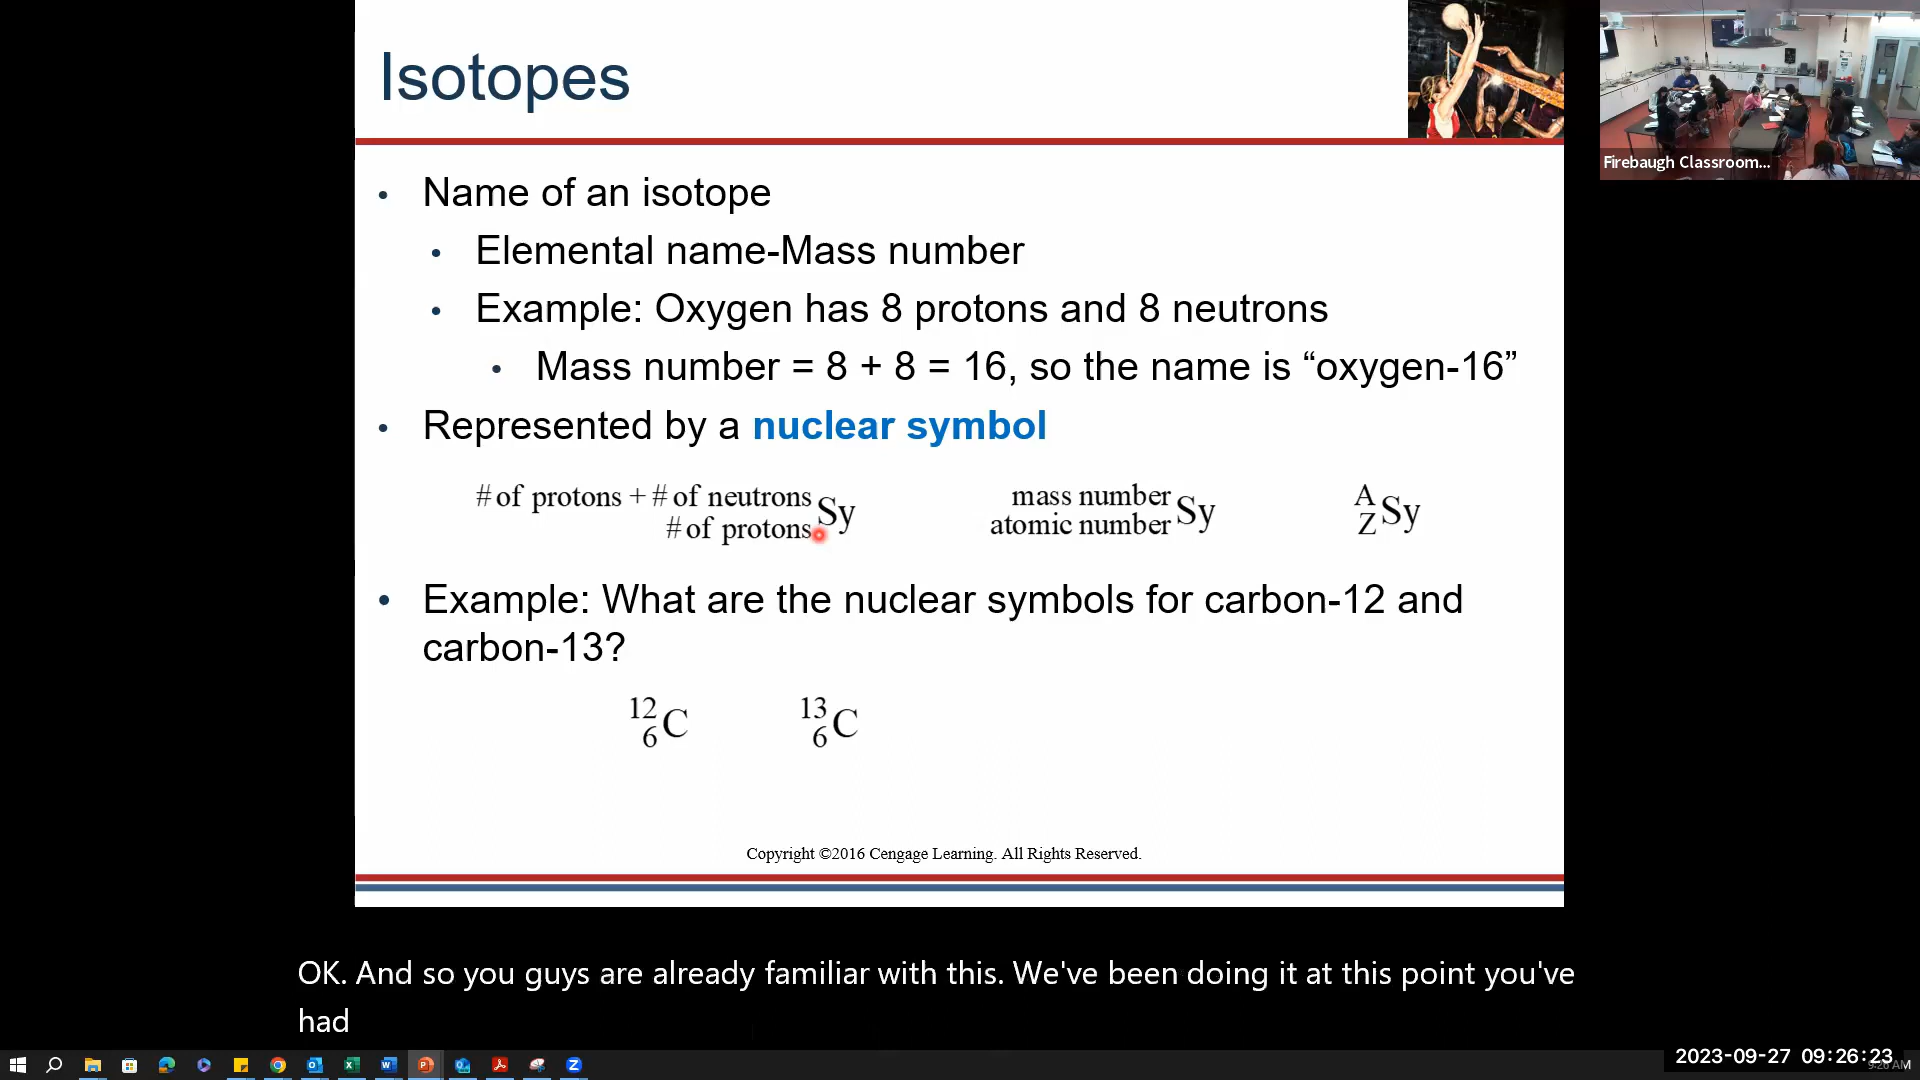 Isotopes
Firebaugh Classroom...
• Name of an isotope
• Elemental name-Mass number
• Example: Oxygen has 8 protons and 8 neutrons
• Mass number = 8 + 8 = 16, so the name is “oxygen-16”
• Represented by a nuclear symbol
# of protons + # of neutrons
# of protons Sy
mass number
atomic number Sy
A
Z Sy
• Example: What are the nuclear symbols for carbon-12 and
carbon-13?
12
6 C
13
6 C
Copyright ©2016 Cengage Learning. All Rights Reserved.
OK. And so you guys are already familiar with this. We've been doing it at this point you've
had
2023-09-27 09:26:23
9:26 AM